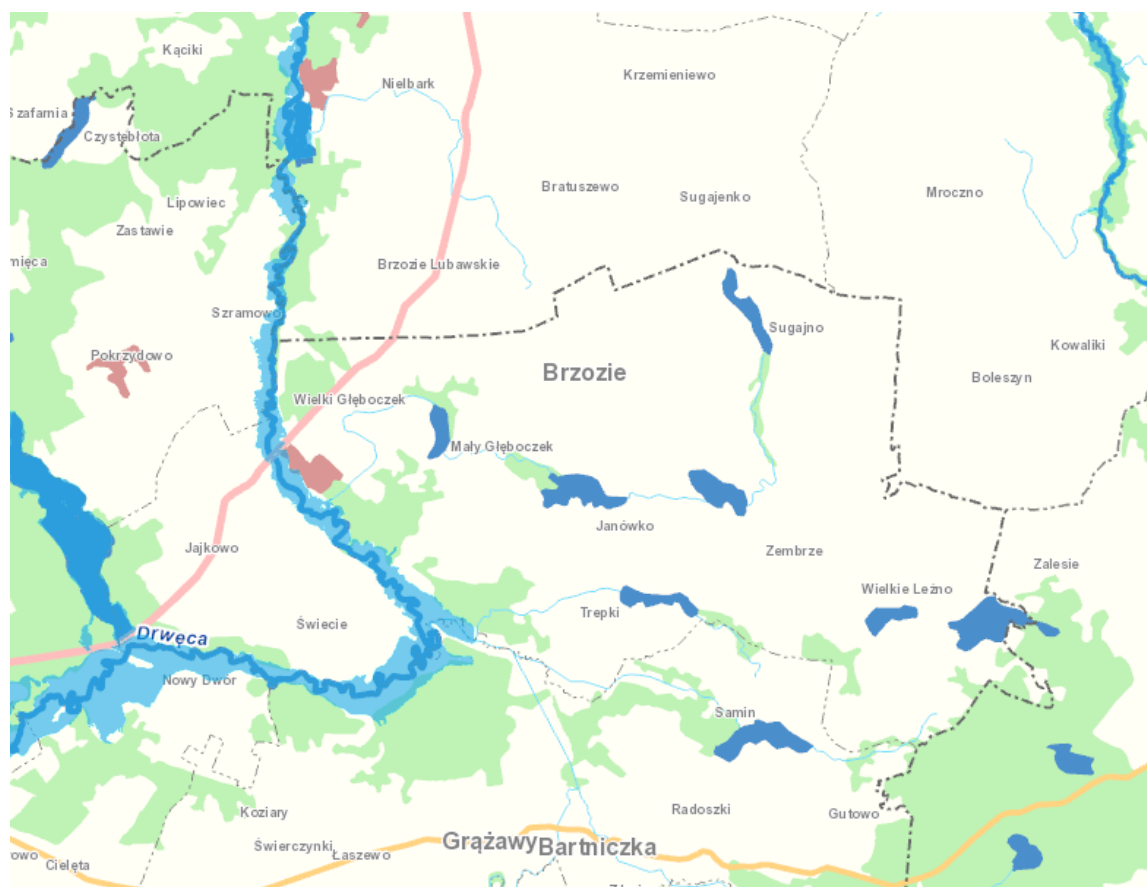 Kąciki
Nielbark
Krzemieniewo
Szafarnia
Czystębłota
Bratuszewo
Sugajenko
Mroczno
Lipowiec
Zastawie
Brzozie Lubawskie
Szramowo
Sugajno
Kowaliki
Pokrzydowo
Brzozie
Boleszyn
Wielki Głęboczek
Mały Głęboczek
Janówko
Jajkowo
Zembrze
Zalesie
Wielkie Leźno
Trepki
Świecie
Drwęca
Nowy Dwór
Samin
Koziary
Radoszki
Gutowo
Świerczynki
Łaszewo
Grążawy
Bartniczka
Cielęta